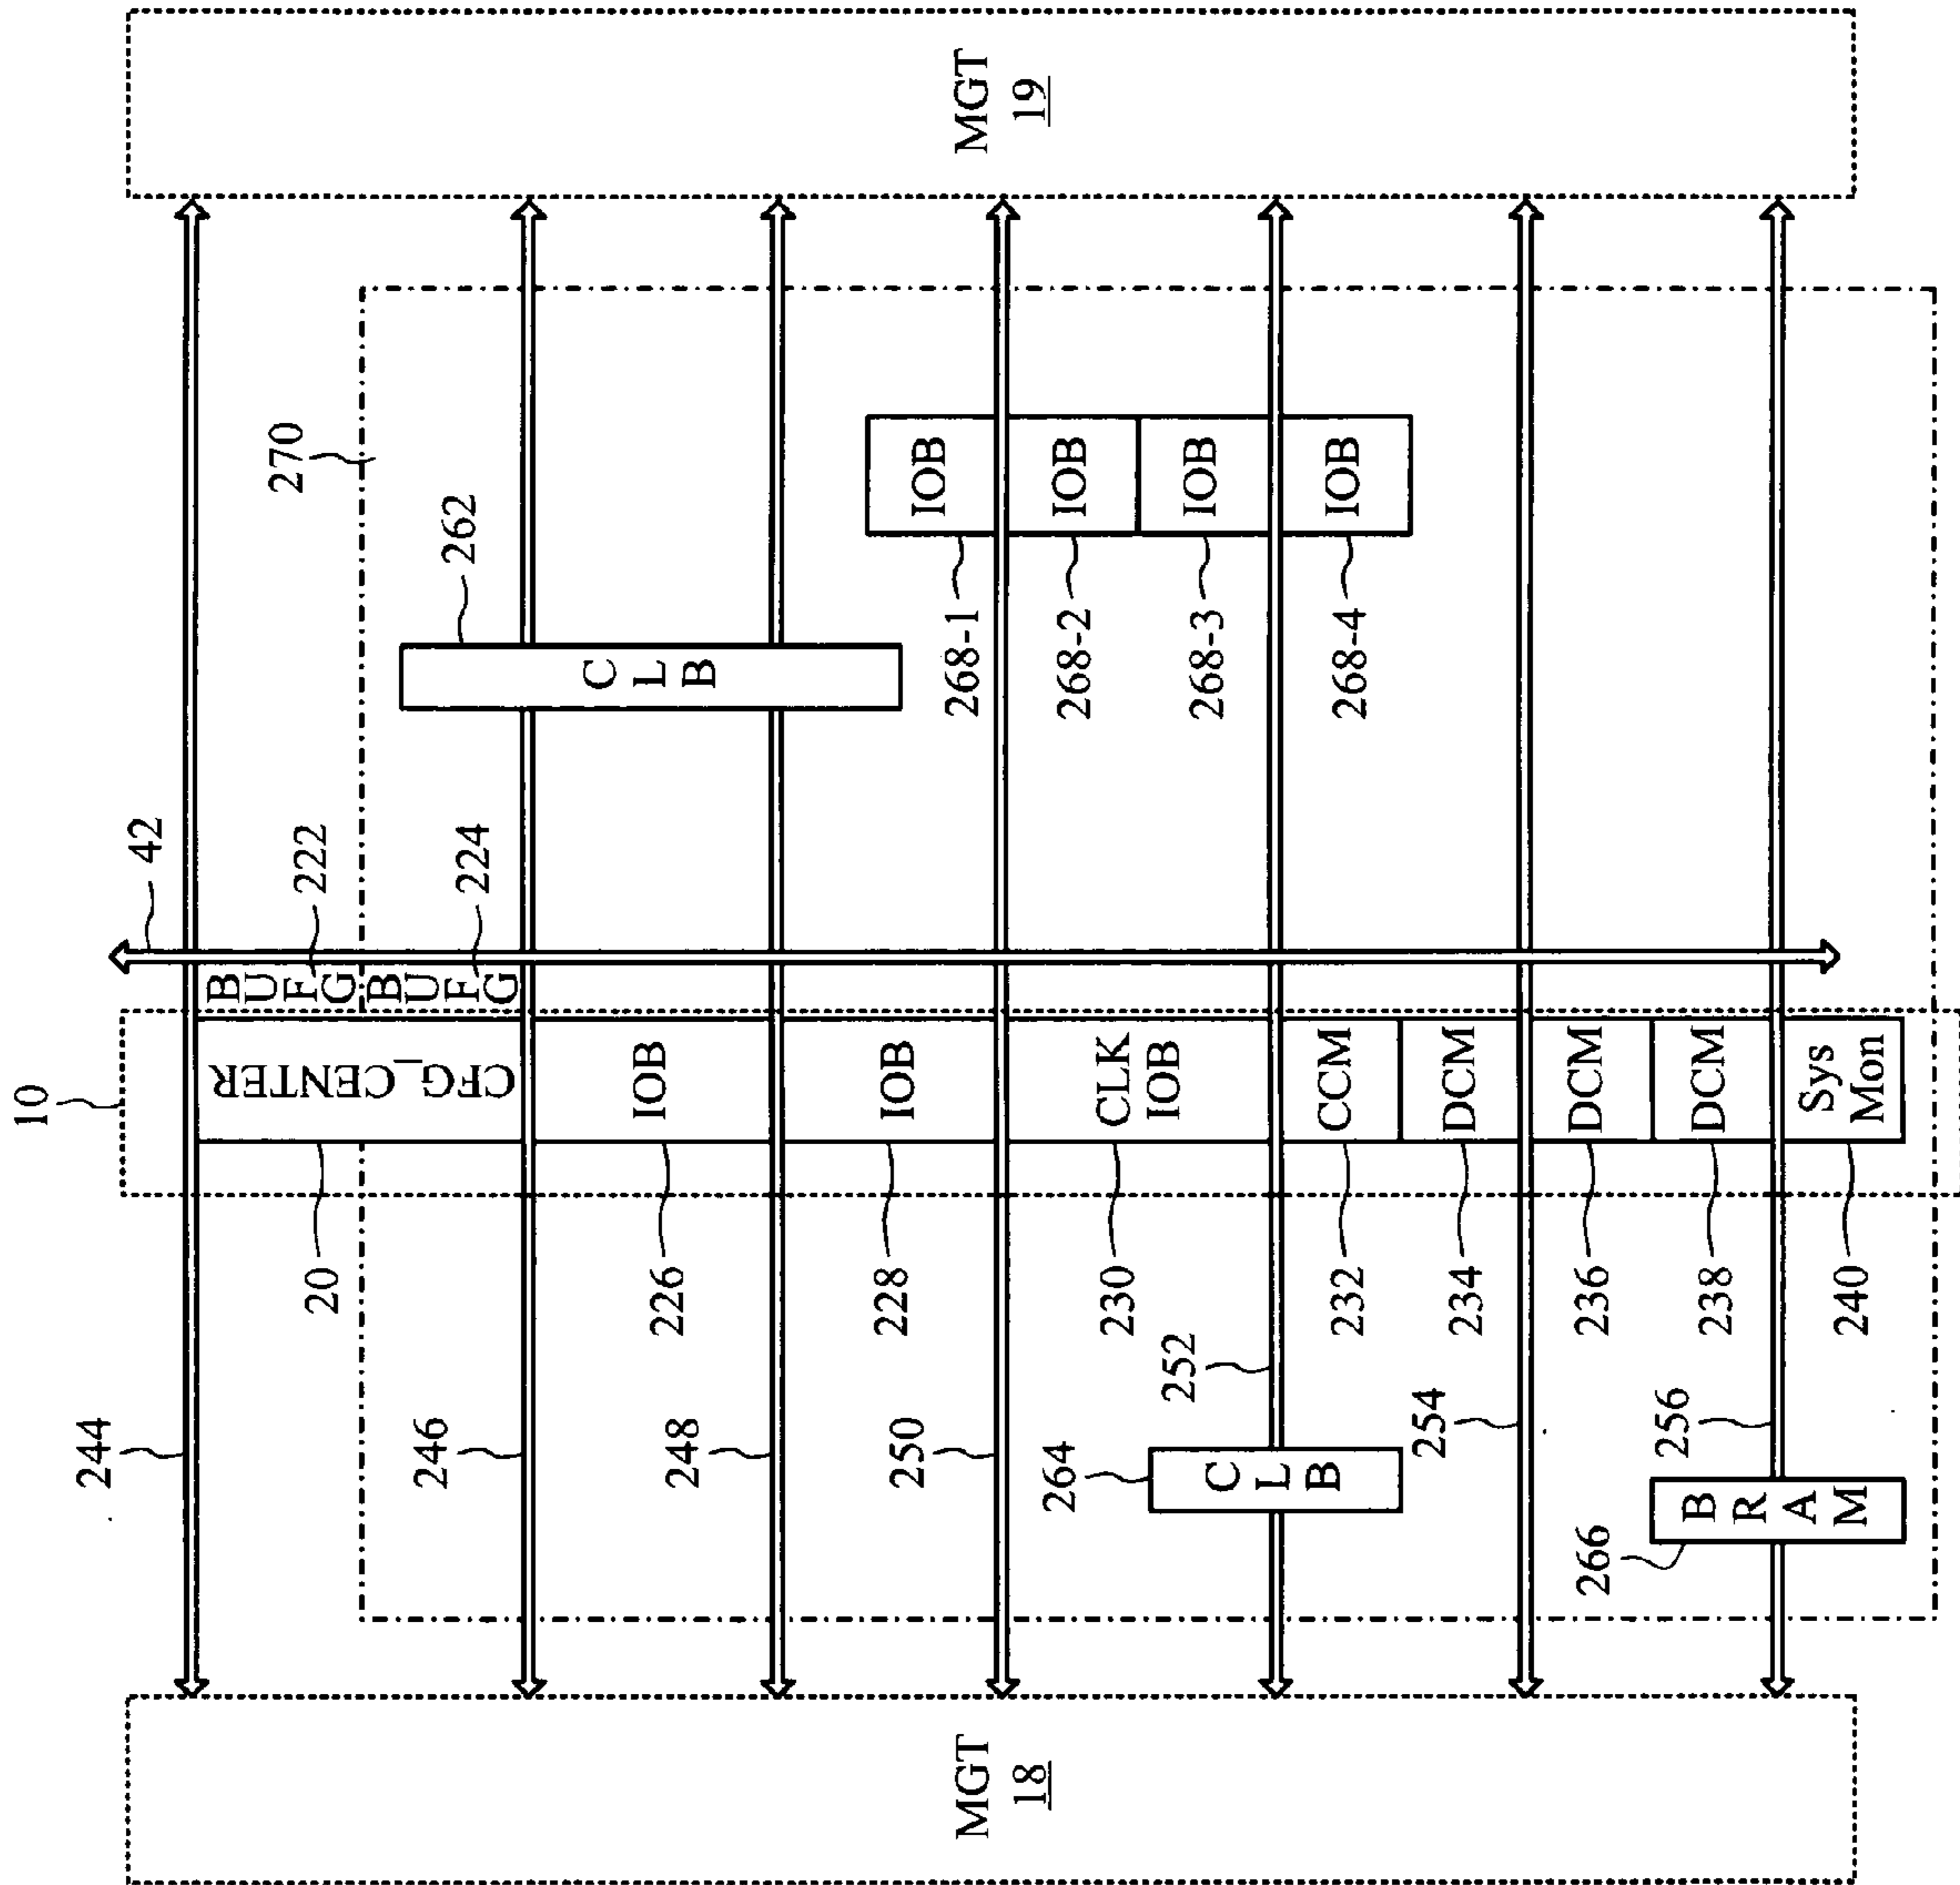 MGT
19
270
262
IOB
IOB
IOB
IOB
268-1
268-2
268-3
268-4
C
L
B
42
222
224
B
U
F
G
B
U
F
G
10
CFG_CENTER
IOB
IOB
CLK
IOB
CCM
DCM
DCM
DCM
Sys
Mon
20
226
228
230
232
234
236
238
240
244
246
248
250
252
254
256
264
C
L
B
266
B
R
A
M
MGT
18